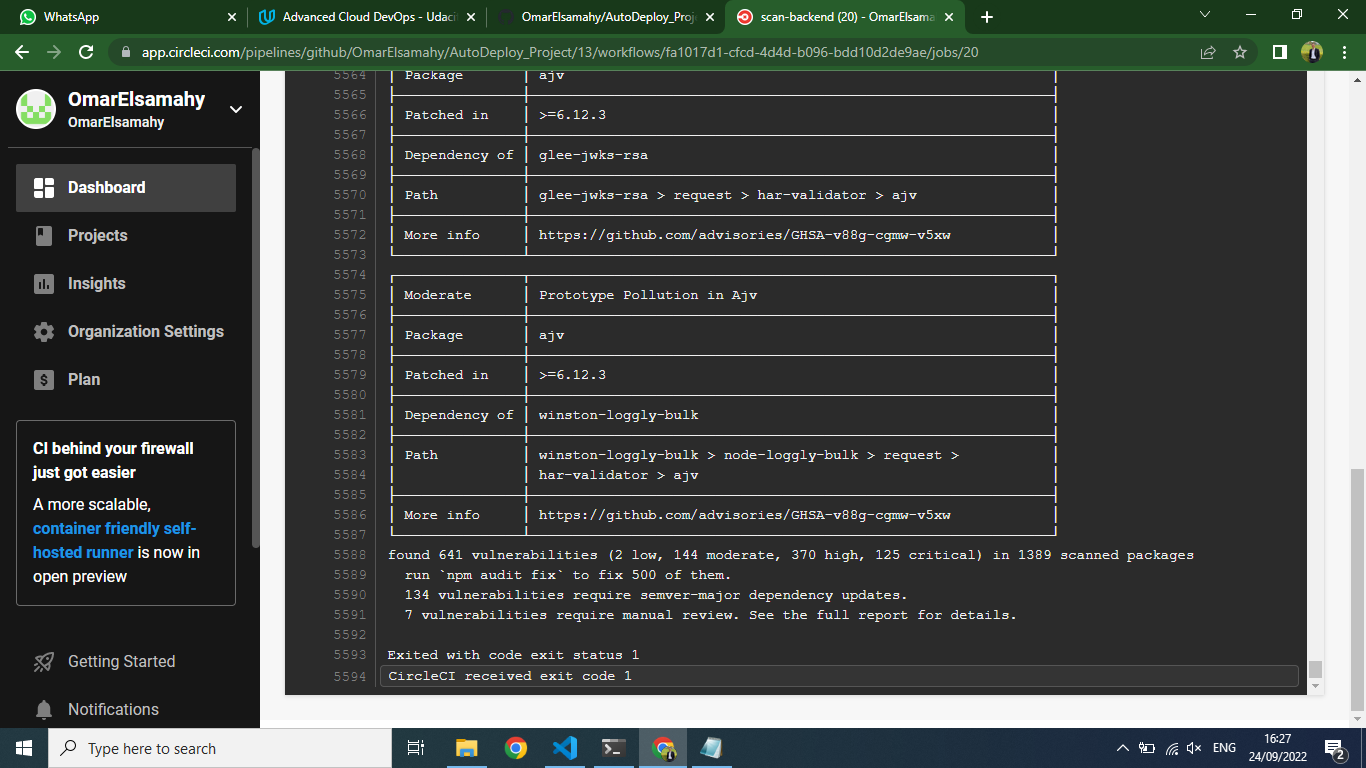 WhatsApp
Advanced Cloud DevOps - Udaci
OmarElsamahy/AutoDeploy_Proj
scan-backend (20) - OmarElsama
app.circleci.com/pipelines/github/OmarElsamahy/AutoDeploy_Project/13/workflows/fa1017d1-cfcd-4d4d-b096-bdd10d2de9ae/jobs/20
OmarElsamahy
OmarElsamahy
Dashboard
Projects
Insights
Organization Settings
Plan
CI behind your firewall
just got easier
A more scalable,
container friendly self-
hosted runner is now in
open preview
Getting Started
Notifications
5564 Package ajv
5565
5566 Patched in >=6.12.3
5567
5568 Dependency of glee-jwks-rsa
5569
5570 Path glee-jwks-rsa > request > har-validator > ajv
5571
5572 More info https://github.com/advisories/GHSA-v88g-cgmw-v5xw
5573
5574
5575 Moderate Prototype Pollution in Ajv
5576
5577 Package ajv
5578
5579 Patched in >=6.12.3
5580
5581 Dependency of winston-loggly-bulk
5582
5583 Path winston-loggly-bulk > node-loggly-bulk > request >
5584 har-validator > ajv
5585
5586 More info https://github.com/advisories/GHSA-v88g-cgmw-v5xw
5587
5588 found 641 vulnerabilities (2 low, 144 moderate, 370 high, 125 critical) in 1389 scanned packages
5589 run `npm audit fix` to fix 500 of them.
5590 134 vulnerabilities require semver-major dependency updates.
5591 7 vulnerabilities require manual review. See the full report for details.
5592
5593 Exited with code exit status 1
5594 CircleCI received exit code 1
Type here to search
ENG
16:27
24/09/2022
2